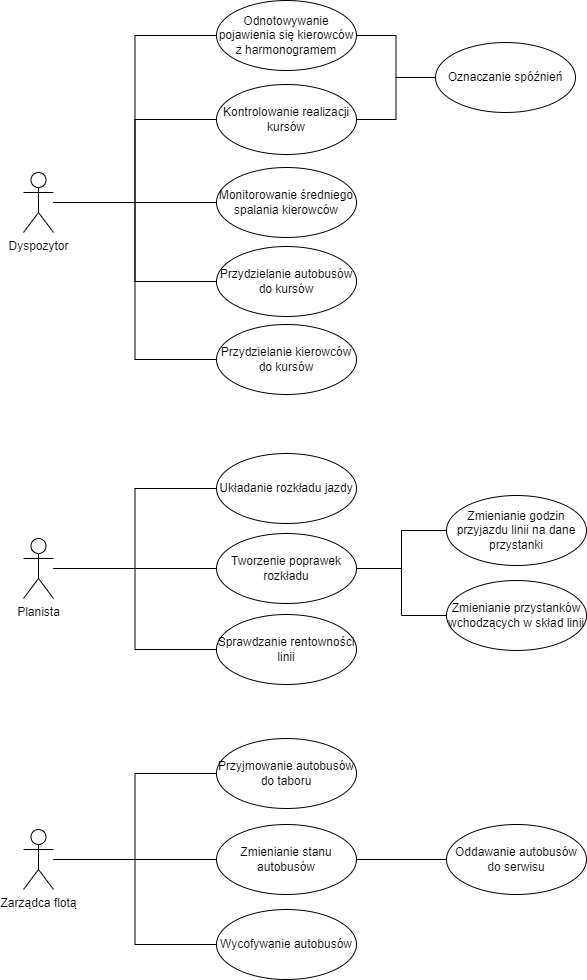 Odnotowywanie
pojawienia się kierowców
z harmonogramem
Oznaczanie spóźnień
Kontrolowanie realizacji
kursów
Monitorowanie średniego
spalania kierowców
Dyspozytor
Przydzielanie autobusów
do kursów
Przydzielanie kierowców
do kursów
Układanie rozkładu jazdy
Zmienianie godzin
przyjazdu linii na dane
przystanki
Tworzenie poprawek
rozkładu
Planista
Zmienianie przystanków
wchodzących w skład linii
Sprawdzanie rentowności
linii
Przyjmowanie autobusów
do taboru
Zmienianie stanu
autobusów
Oddawanie autobusów
do serwisu
Zarządca flotą
Wycofywanie autobusów